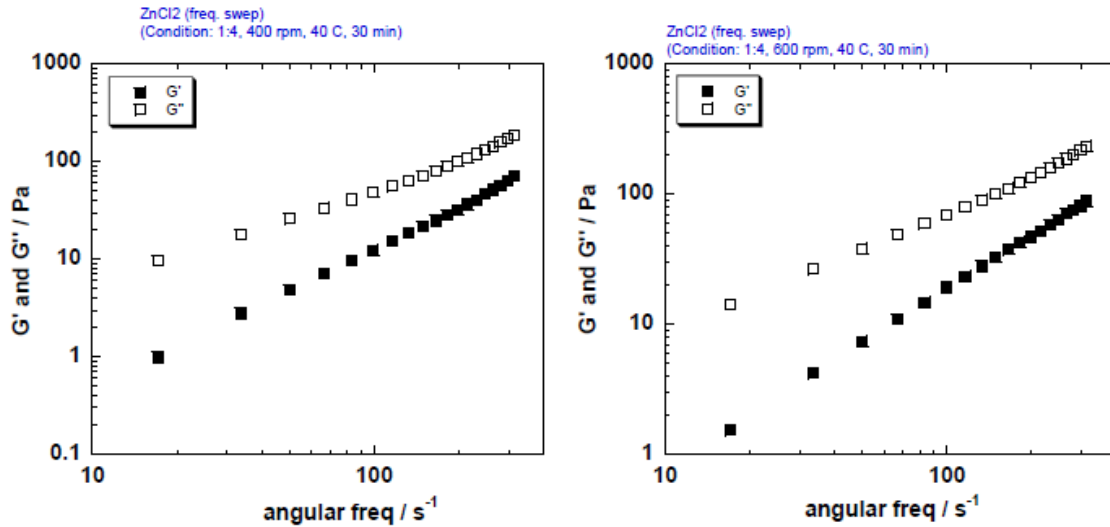 ZnCl2 (freq. swep)
(Condition: 1:4, 400 rpm, 40 C, 30 min)
1000
100
10
1
0.1
G'
G"
G' and G" / Pa
10
100
angular freq / s⁻¹
ZnCl2 (freq. swep)
(Condition: 1:4, 600 rpm, 40 C, 30 min)
1000
100
10
1
G'
G"
G' and G" / Pa
10
100
angular freq / s⁻¹